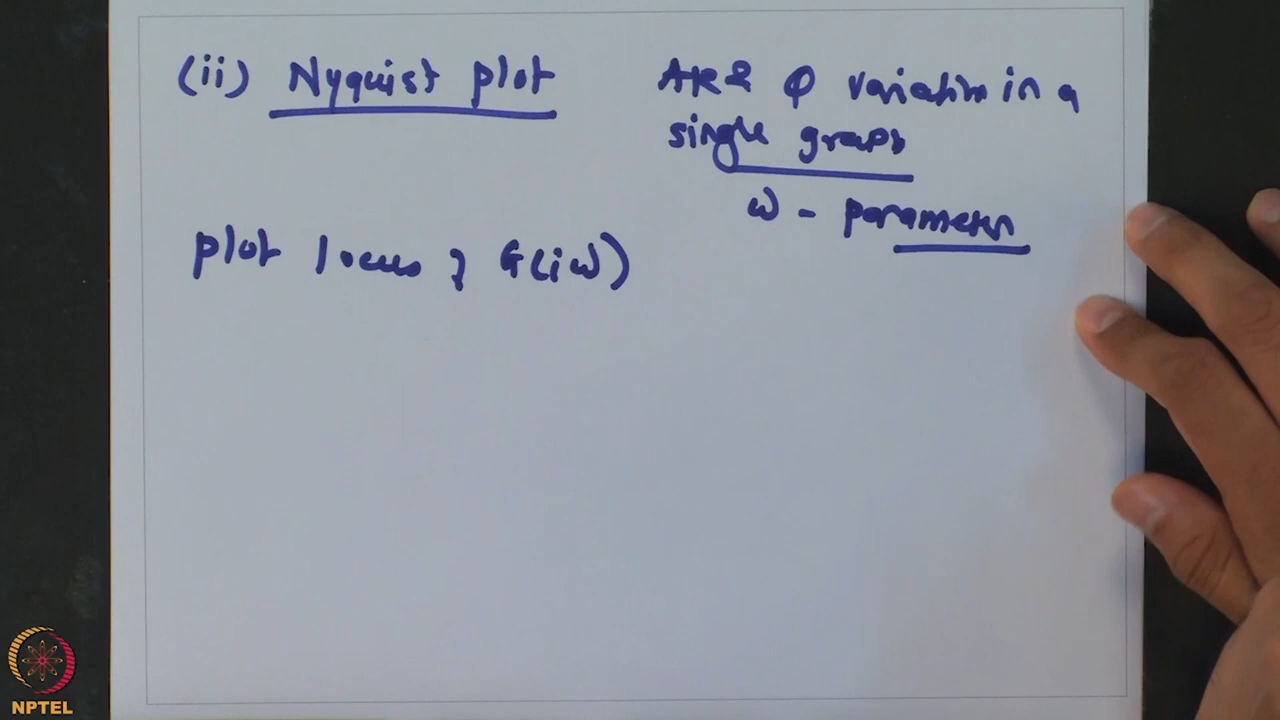 (ii) Nyquist plot
AR & φ variation in a
single graph
ω - parameter
plot locus of G(iω)
NPTEL